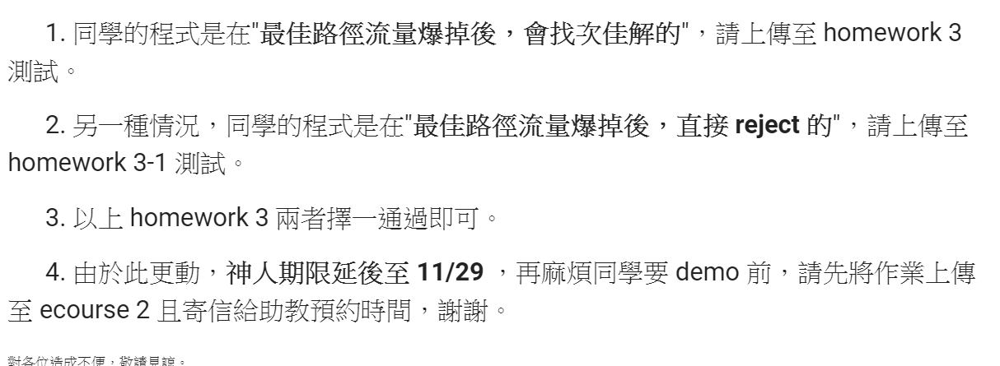 1. 同學的程式是在"最佳路徑流量爆掉後，會找次佳解的"，請上傳至 homework 3
測試。
2. 另一種情況，同學的程式是在"最佳路徑流量爆掉後，直接 reject 的"，請上傳至
homework 3-1 測試。
3. 以上 homework 3 兩者擇一通過即可。
4. 由於此更動，神人期限延後至 11/29 ，再麻煩同學要 demo 前，請先將作業上傳
至 ecourse 2 且寄信給助教預約時間，謝謝。
對各位造成不便，敬請見諒。